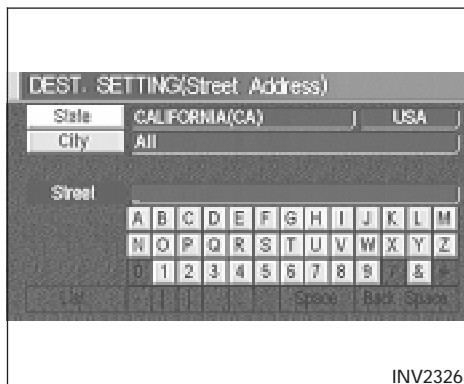 DEST. SETTING(Street Address)
State CALIFORNIA(CA) USA
City All
Street
A B C D E F G H I J K L M
N O P Q R S T U V W X Y Z
0 1 2 3 4 5 6 7 8 9 & 
List Space Back Space
INV2326